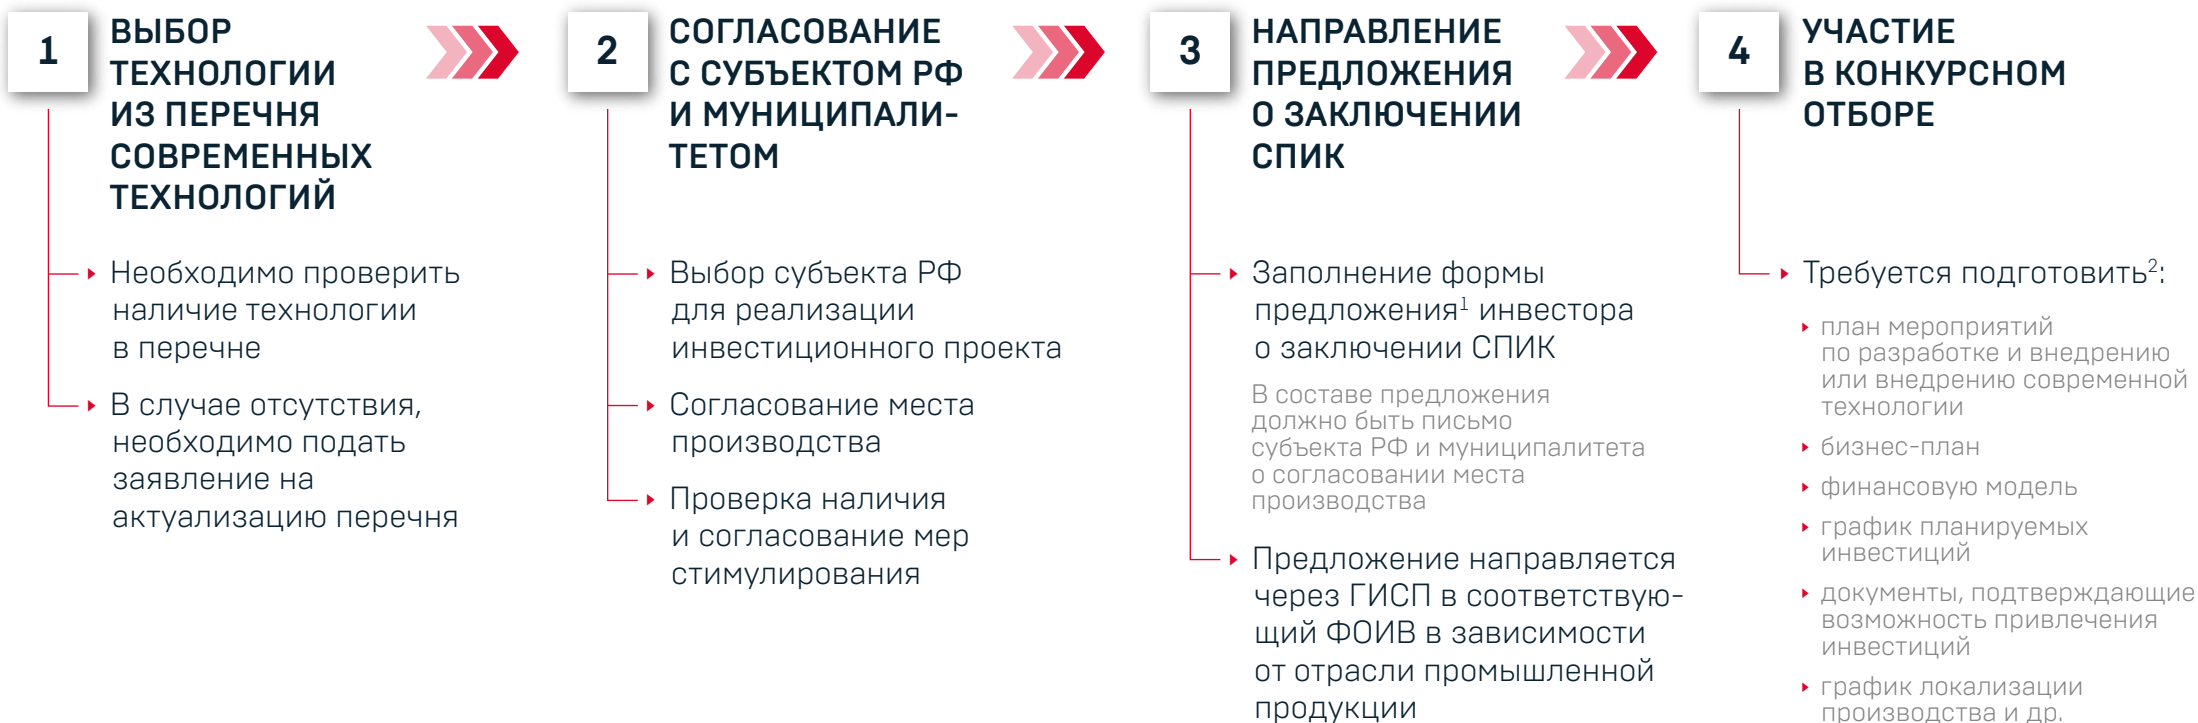 1
ВЫБОР
ТЕХНОЛОГИИ
ИЗ ПЕРЕЧНЯ
СОВРЕМЕННЫХ
ТЕХНОЛОГИЙ
Необходимо проверить
наличие технологии
в перечне
В случае отсутствия,
необходимо подать
заявление на
актуализацию перечня
2
СОГЛАСОВАНИЕ
С СУБЪЕКТОМ РФ
И МУНИЦИПАЛИ-
ТЕТОМ
Выбор субъекта РФ
для реализации
инвестиционного проекта
Согласование места
производства
Проверка наличия
и согласование мер
стимулирования
3
НАПРАВЛЕНИЕ
ПРЕДЛОЖЕНИЯ
О ЗАКЛЮЧЕНИИ
СПИК
Заполнение формы
предложения¹ инвестора
о заключении СПИК
В составе предложения
должно быть письмо
субъекта РФ и муниципалитета
о согласовании места
производства
Предложение направляется
через ГИСП в соответствую-
щий ФОИВ в зависимости
от отрасли промышленной
продукции
4
УЧАСТИЕ
В КОНКУРСНОМ
ОТБОРЕ
Требуется подготовить²:
план мероприятий
по разработке и внедрению
или внедрению современной
технологии
бизнес-план
финансовую модель
график планируемых
инвестиций
документы, подтверждающие
возможность привлечения
инвестиций
график локализации
производства и др.